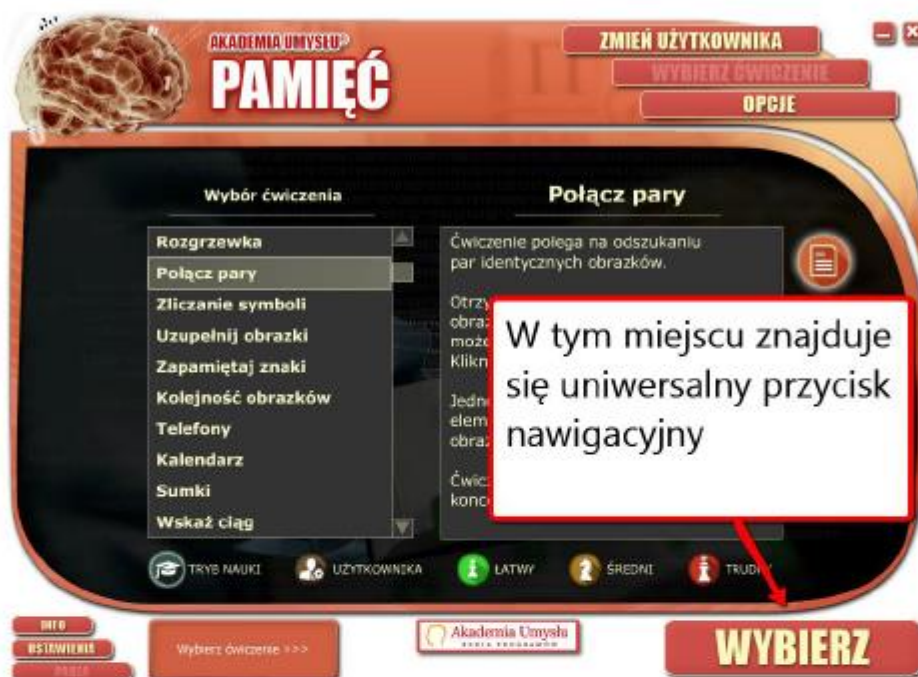 AKADEMIA UMYSŁU®
PAMIĘĆ
ZMIEŃ UŻYTKOWNIKA
WYBIERZ ĆWICZENIE
OPCJE
Wybór ćwiczenia
Rozgrzewka
Połącz pary
Zliczanie symboli
Uzupełnij obrazki
Zapamiętaj znaki
Kolejność obrazków
Telefony
Kalendarz
Sumki
Wskaż ciąg
Połącz pary
Ćwiczenie polega na odszukaniu
par identycznych obrazków.
W tym miejscu znajduje
się uniwersalny przycisk
nawigacyjny
TRYB NAUKI
UŻYTKOWNIKA
ŁATWY
ŚREDNI
INFO
USTAWIENIA
Wybierz ćwiczenie >>>
Akademia Umysłu
WYBIERZ